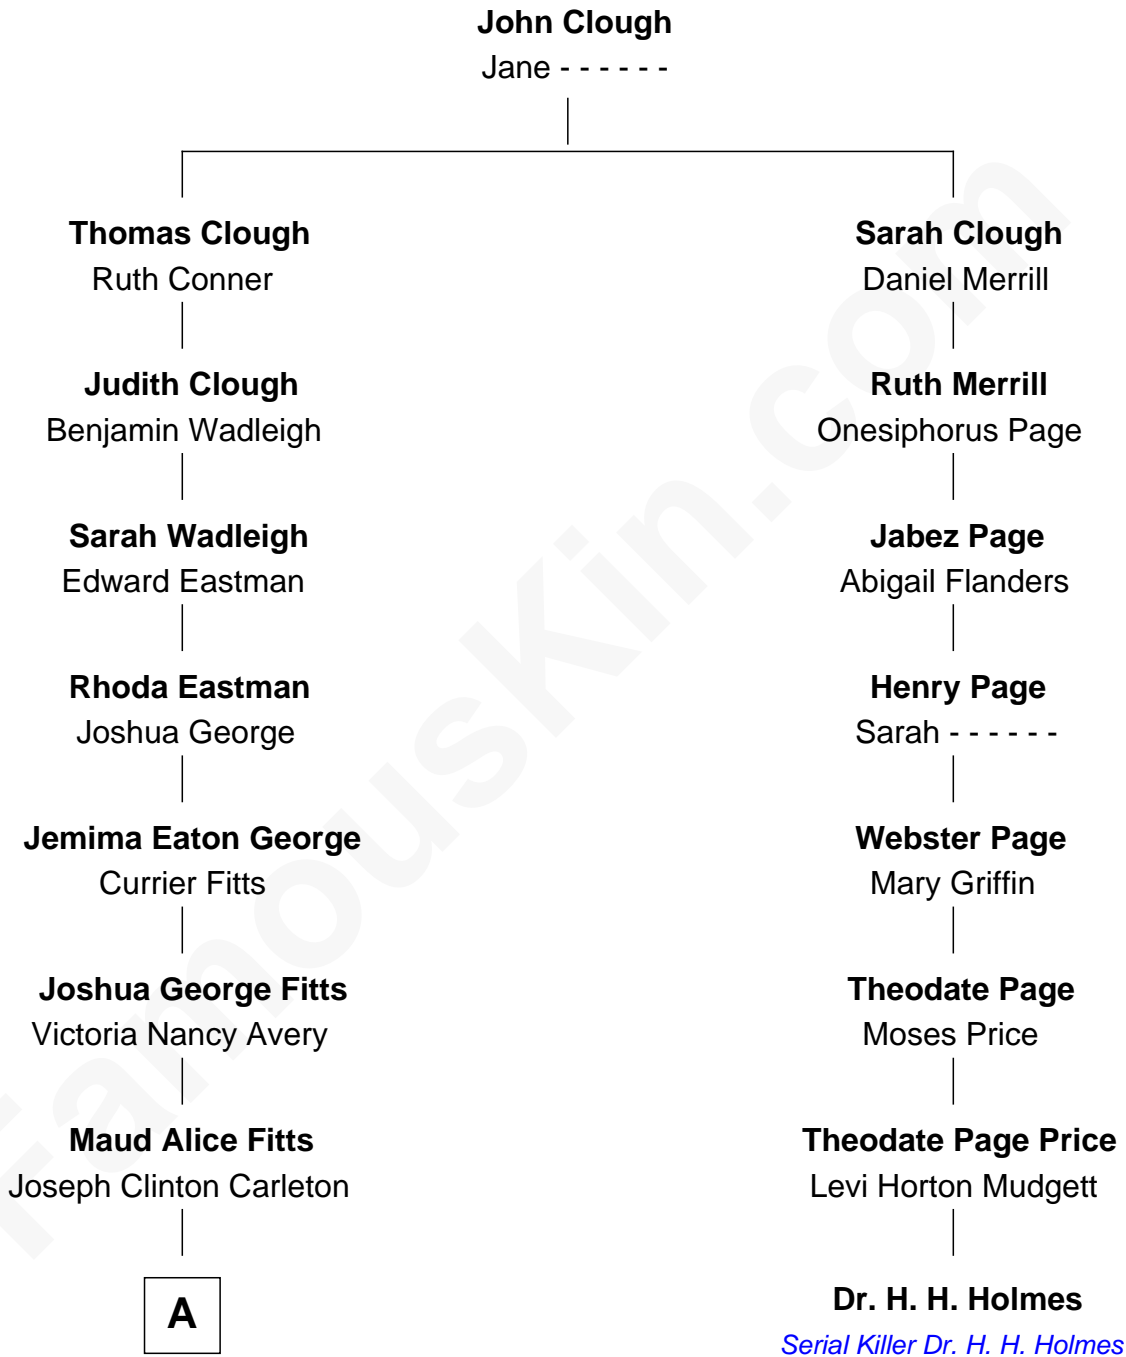 John Clough
Jane - - - - - -
Thomas Clough
Ruth Conner
Sarah Clough
Daniel Merrill
Judith Clough
Benjamin Wadleigh
Ruth Merrill
Onesiphorus Page
Sarah Wadleigh
Edward Eastman
Jabez Page
Abigail Flanders
Rhoda Eastman
Joshua George
Henry Page
Sarah - - - - - -
Jemima Eaton George
Currier Fitts
Webster Page
Mary Griffin
Joshua George Fitts
Victoria Nancy Avery
Theodate Page
Moses Price
Maud Alice Fitts
Joseph Clinton Carleton
Theodate Page Price
Levi Horton Mudgett
A
Dr. H. H. Holmes
Serial Killer Dr. H. H. Holmes
FamousKin.com